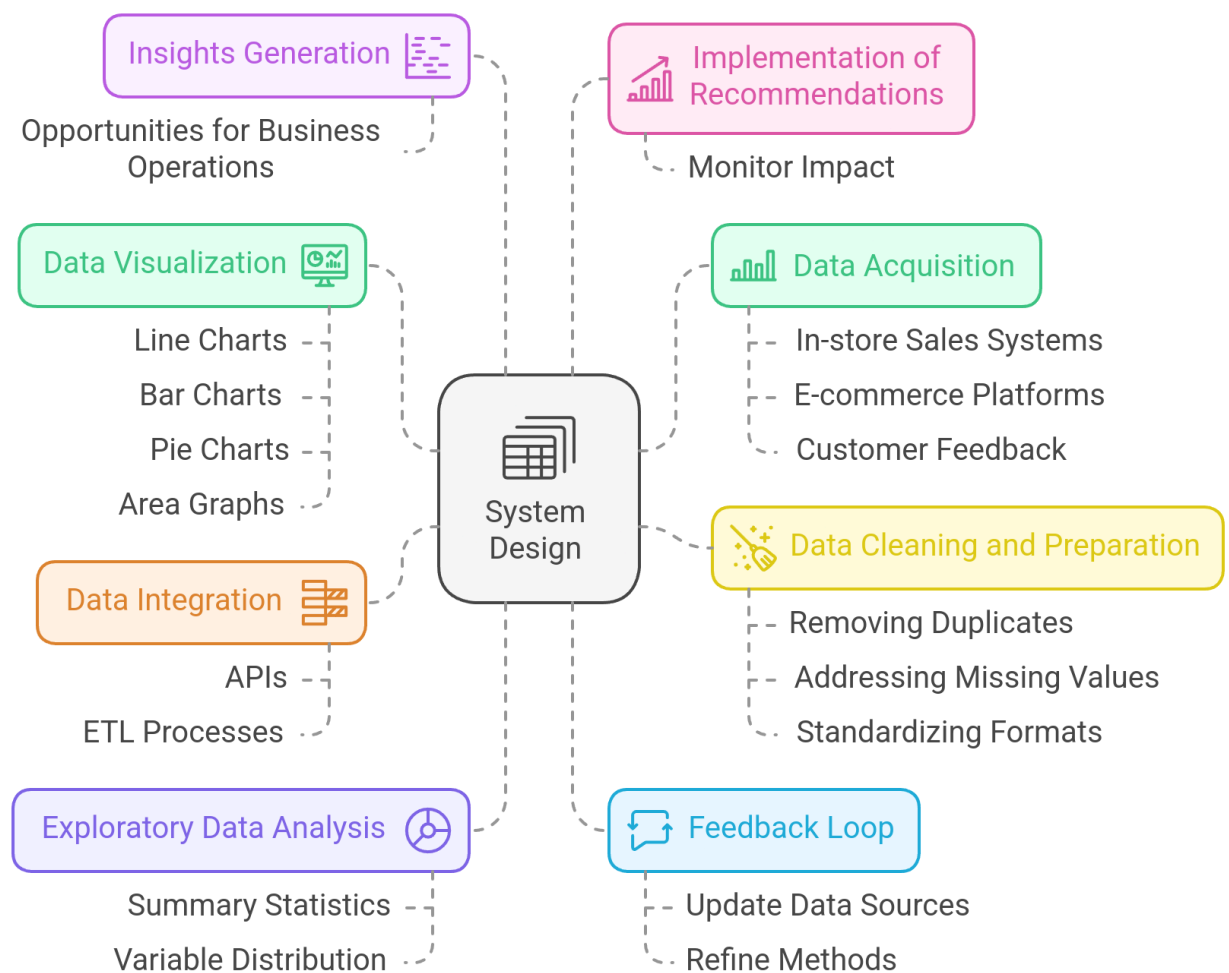 Insights Generation
Opportunities for Business
Operations
Implementation of
Recommendations
Monitor Impact
Data Visualization
Line Charts
Bar Charts
Pie Charts
Area Graphs
Data Acquisition
In-store Sales Systems
E-commerce Platforms
Customer Feedback
System
Design
Data Integration
APIs
ETL Processes
Data Cleaning and Preparation
Removing Duplicates
Addressing Missing Values
Standardizing Formats
Exploratory Data Analysis
Summary Statistics
Variable Distribution
Feedback Loop
Update Data Sources
Refine Methods